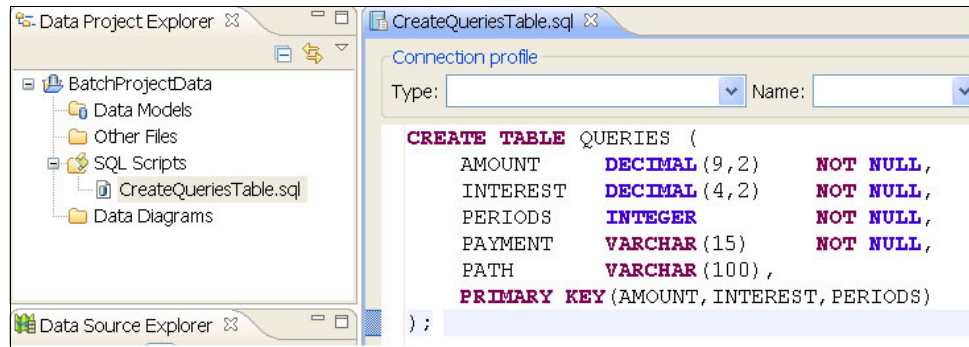 Data Project Explorer
BatchProjectData
Data Models
Other Files
SQL Scripts
CreateQueriesTable.sql
Data Diagrams
Data Source Explorer
CreateQueriesTable.sql
Connection profile
Type: Name:
CREATE TABLE QUERIES (
AMOUNT DECIMAL(9,2) NOT NULL,
INTEREST DECIMAL(4,2) NOT NULL,
PERIODS INTEGER NOT NULL,
PAYMENT VARCHAR(15) NOT NULL,
PATH VARCHAR(100),
PRIMARY KEY(AMOUNT,INTEREST,PERIODS)
);